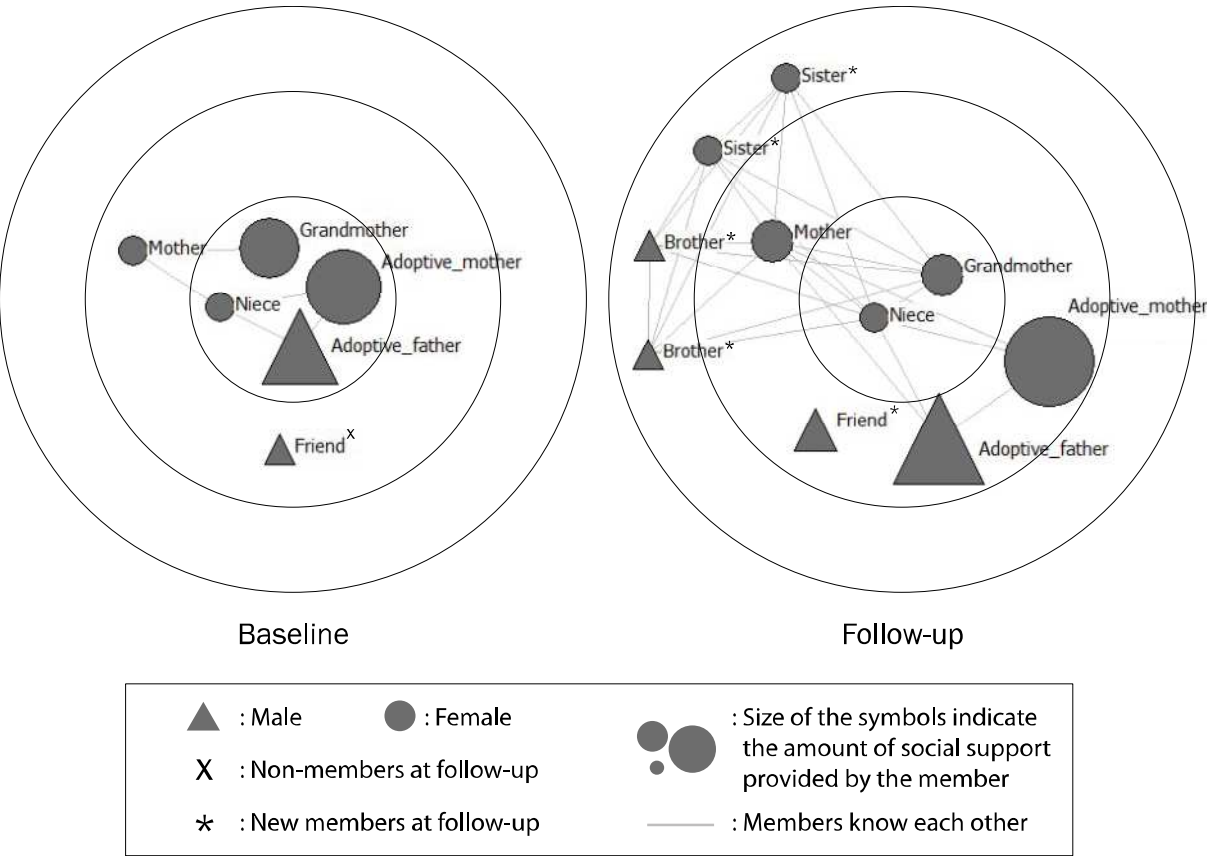 Grandmother
Mother
Adoptive_mother
Niece
Adoptive_father
Friend x
Baseline
Sister*
Sister*
Brother*
Mother
Grandmother
Adoptive_mother
Niece
Brother*
Friend*
Adoptive_father
Follow-up
: Male
: Female
X : Non-members at follow-up
* : New members at follow-up
: Size of the symbols indicate
the amount of social support
provided by the member
: Members know each other